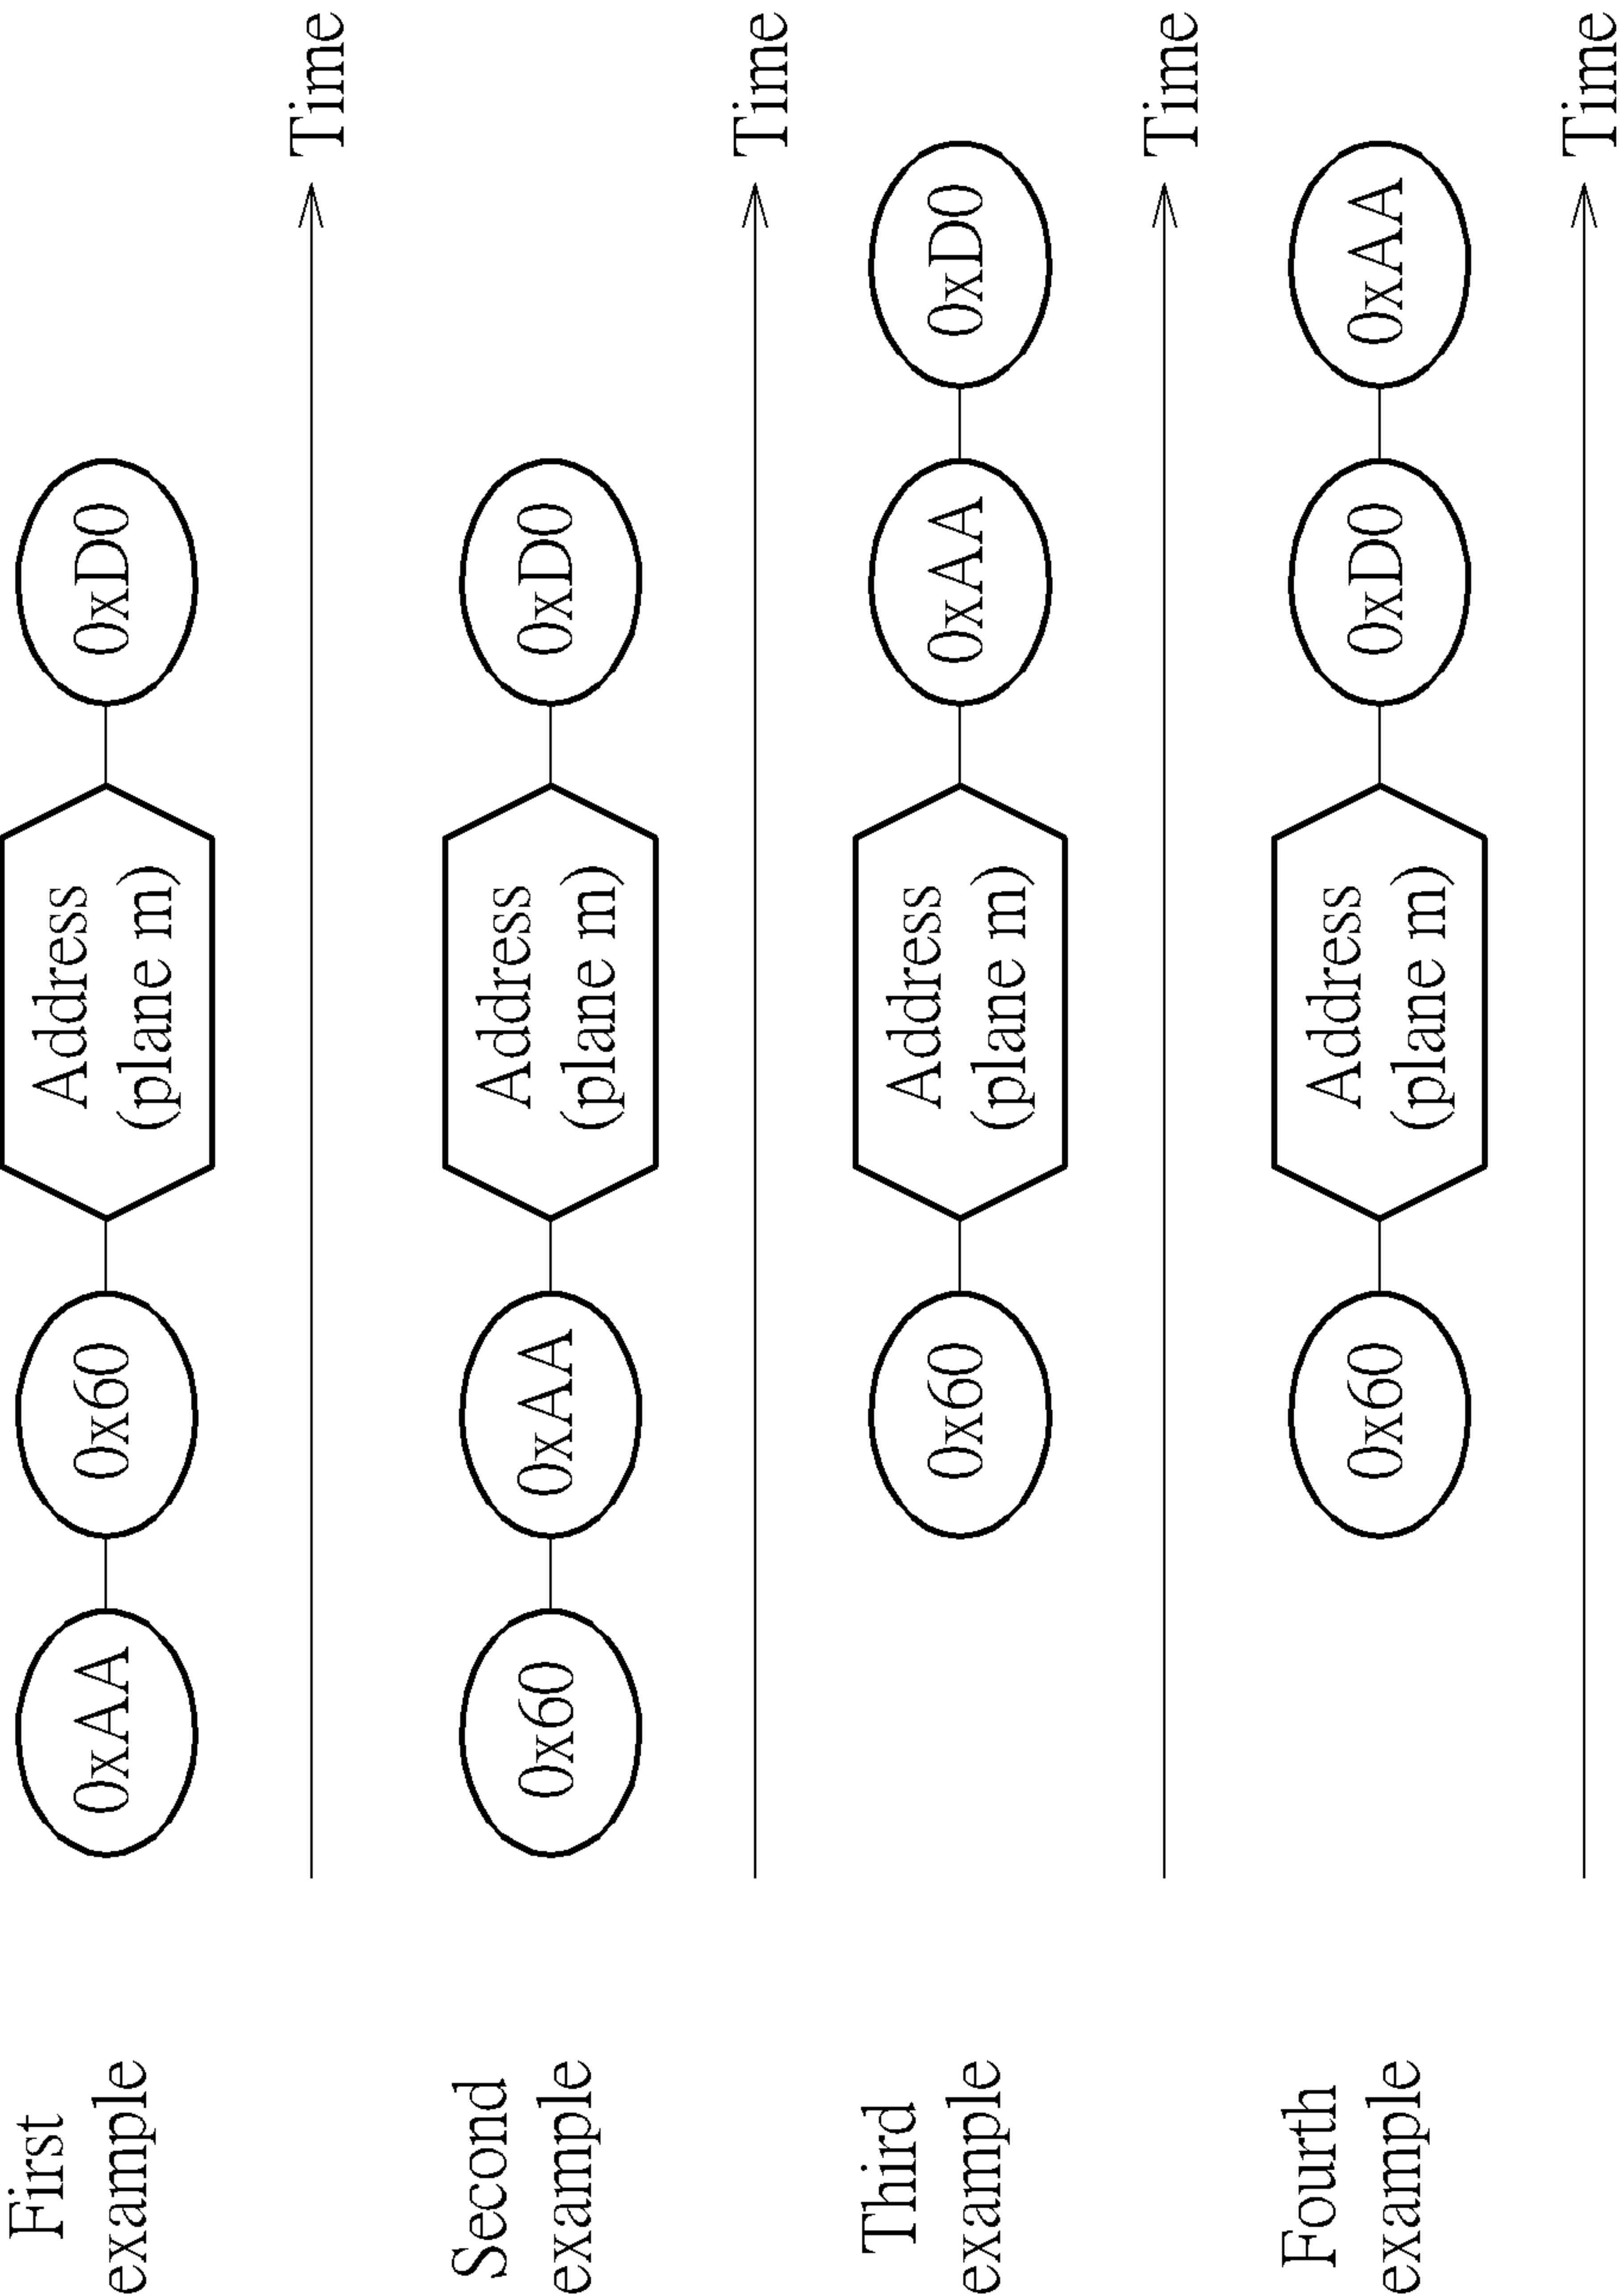 First
example
0xAA
0x60
Address
(plane m)
0xD0
Time
Second
example
0x60
0xAA
Address
(plane m)
0xD0
Time
Third
example
0x60
Address
(plane m)
0xAA
0xD0
Time
Fourth
example
0x60
Address
(plane m)
0xD0
0xAA
Time